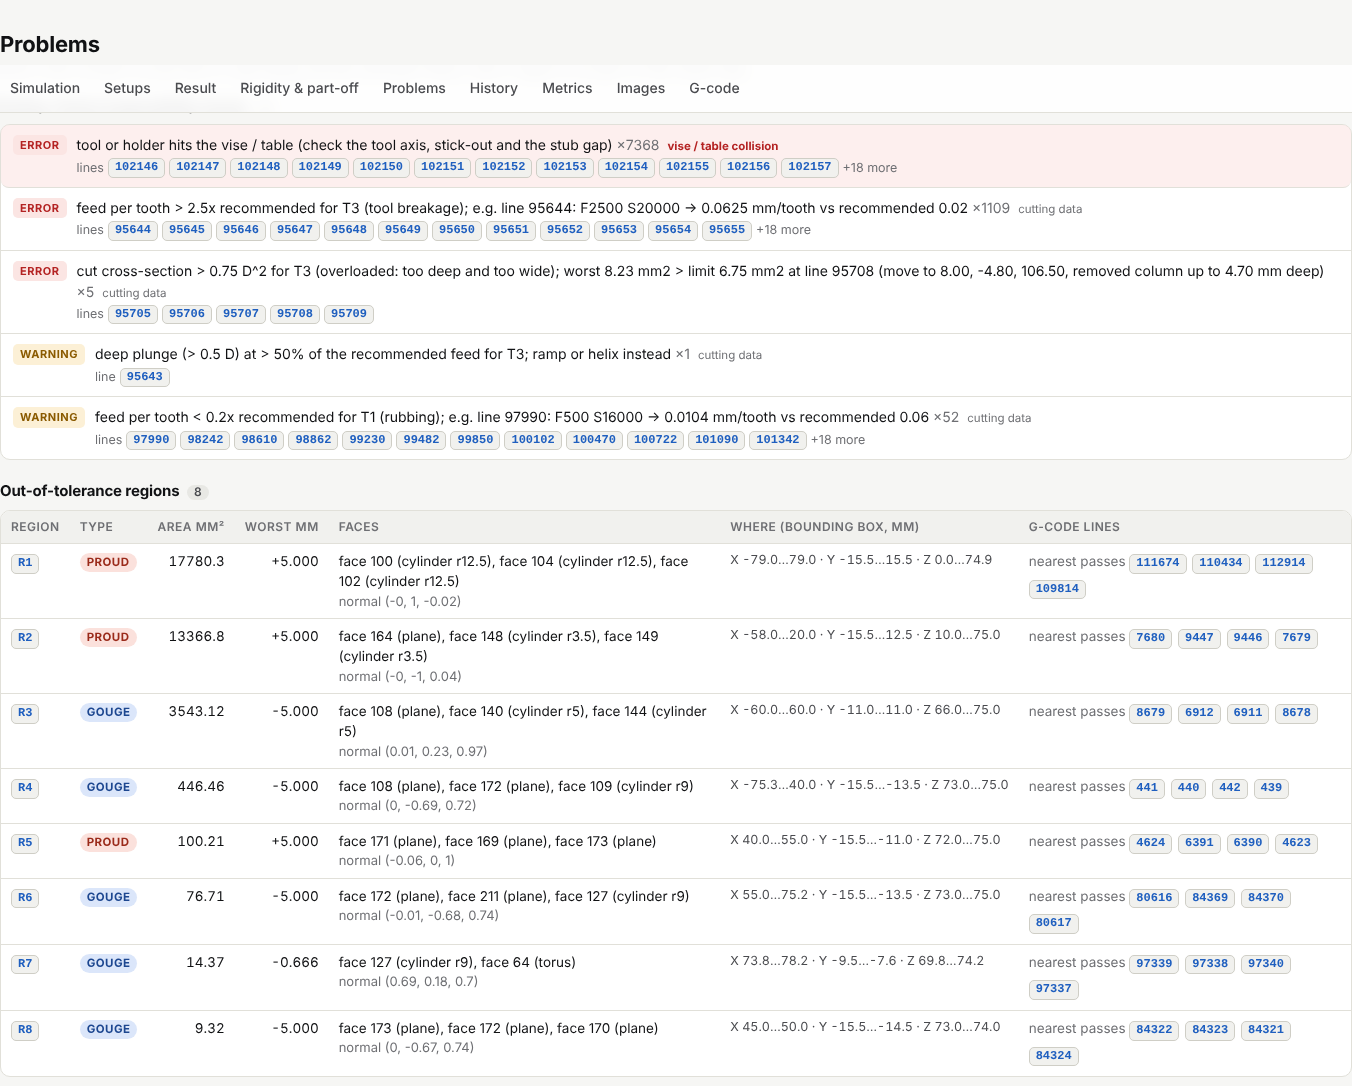 Problems
Simulation Setups Result Rigidity & part-off Problems History Metrics Images G-code
ERROR tool or holder hits the vise / table (check the tool axis, stick-out and the stub gap) ×7368 vise / table collision
lines 102146 102147 102148 102149 102150 102151 102152 102153 102154 102155 102156 102157 +18 more
ERROR feed per tooth > 2.5x recommended for T3 (tool breakage); e.g. line 95644: F2500 S20000 → 0.0625 mm/tooth vs recommended 0.02 ×1109 cutting data
lines 95644 95645 95646 95647 95648 95649 95650 95651 95652 95653 95654 95655 +18 more
ERROR cut cross-section > 0.75 D^2 for T3 (overloaded: too deep and too wide); worst 8.23 mm2 > limit 6.75 mm2 at line 95708 (move to 8.00, -4.80, 106.50, removed column up to 4.70 mm deep)
×5 cutting data
lines 95705 95706 95707 95708 95709
WARNING deep plunge (> 0.5 D) at > 50% of the recommended feed for T3; ramp or helix instead ×1 cutting data
line 95643
WARNING feed per tooth < 0.2x recommended for T1 (rubbing); e.g. line 97990: F500 S16000 → 0.0104 mm/tooth vs recommended 0.06 ×52 cutting data
lines 97990 98242 98610 98862 99230 99482 99850 100102 100470 100722 101090 101342 +18 more
Out-of-tolerance regions 8
REGION TYPE AREA MM² WORST MM FACES WHERE (BOUNDING BOX, MM) G-CODE LINES
R1 PROUD 17780.3 +5.000 face 100 (cylinder r12.5), face 104 (cylinder r12.5), face X -79.0…79.0 · Y -15.5…15.5 · Z 0.0…74.9 nearest passes 111674 110434 112914
102 (cylinder r12.5) 109814
normal (-0, 1, -0.02)
R2 PROUD 13366.8 +5.000 face 164 (plane), face 148 (cylinder r3.5), face 149 X -58.0…20.0 · Y -15.5…12.5 · Z 10.0…75.0 nearest passes 7680 9447 9446 7679
(cylinder r3.5)
normal (-0, -1, 0.04)
R3 GOUGE 3543.12 -5.000 face 108 (plane), face 140 (cylinder r5), face 144 (cylinder X -60.0…60.0 · Y -11.0…11.0 · Z 66.0…75.0 nearest passes 8679 6912 6911 8678
r5)
normal (0.01, 0.23, 0.97)
R4 GOUGE 446.46 -5.000 face 108 (plane), face 172 (plane), face 109 (cylinder r9) X -75.3…40.0 · Y -15.5…-13.5 · Z 73.0…75.0 nearest passes 441 440 442 439
normal (0, -0.69, 0.72)
R5 PROUD 100.21 +5.000 face 171 (plane), face 169 (plane), face 173 (plane) X 40.0…55.0 · Y -15.5…-11.0 · Z 72.0…75.0 nearest passes 4624 6391 6390 4623
normal (-0.06, 0, 1)
R6 GOUGE 76.71 -5.000 face 172 (plane), face 211 (plane), face 127 (cylinder r9) X 55.0…75.2 · Y -15.5…-13.5 · Z 73.0…75.0 nearest passes 80616 84369 84370
normal (-0.01, -0.68, 0.74) 80617
R7 GOUGE 14.37 -0.666 face 127 (cylinder r9), face 64 (torus) X 73.8…78.2 · Y -9.5…-7.6 · Z 69.8…74.2 nearest passes 97339 97338 97340
normal (0.69, 0.18, 0.7) 97337
R8 GOUGE 9.32 -5.000 face 173 (plane), face 172 (plane), face 170 (plane) X 45.0…50.0 · Y -15.5…-14.5 · Z 73.0…74.0 nearest passes 84322 84323 84321
normal (0, -0.67, 0.74) 84324